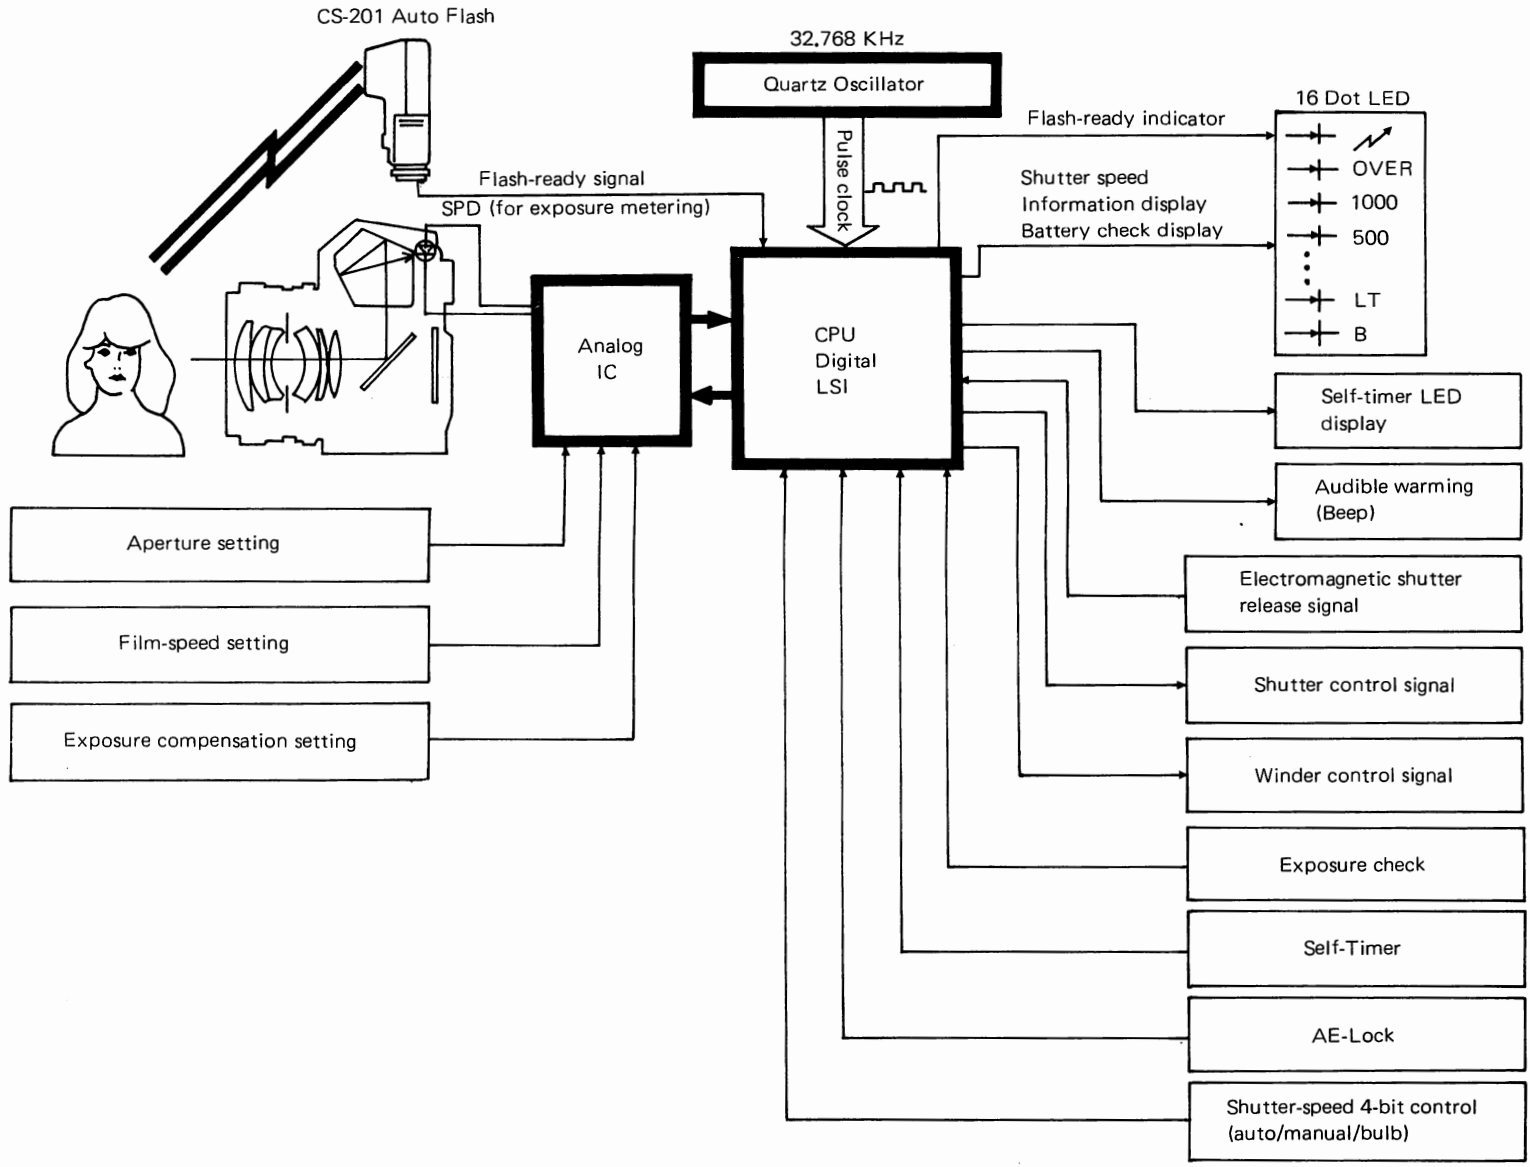 CS-201 Auto Flash
32.768 KHz
Quartz Oscillator
Pulse clock
16 Dot LED
Flash-ready indicator
OVER
1000
500
LT
B
Shutter speed
Information display
Battery check display
Flash-ready signal
SPD (for exposure metering)
Analog
IC
CPU
Digital
LSI
Self-timer LED
display
Audible warming
(Beep)
Aperture setting
Film-speed setting
Exposure compensation setting
Electromagnetic shutter
release signal
Shutter control signal
Winder control signal
Exposure check
Self-Timer
AE-Lock
Shutter-speed 4-bit control
(auto/manual/bulb)